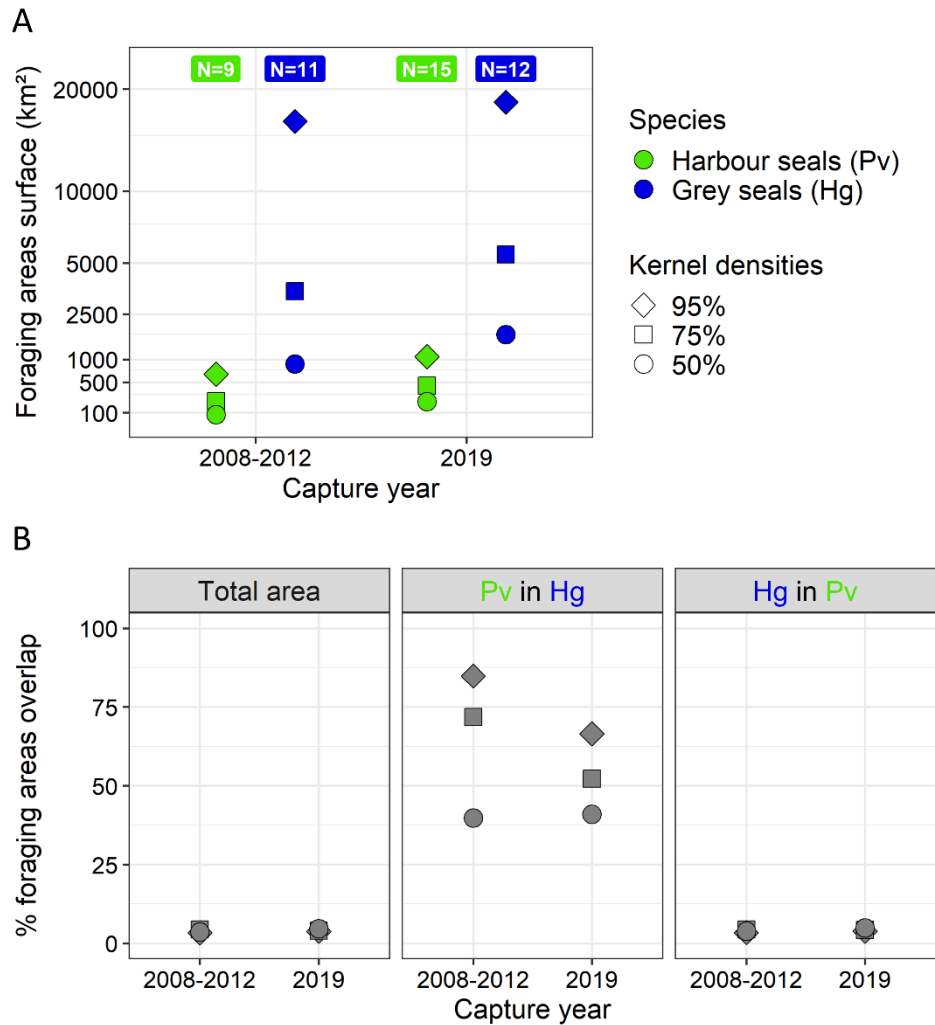 A
N=9 N=11 N=15 N=12
Foraging areas surface (km²)
20000
10000
5000
2500
1000
500
100
2008-2012 2019
Capture year
Species
Harbour seals (Pv)
Grey seals (Hg)
Kernel densities
95%
75%
50%
B
Total area Pv in Hg Hg in Pv
% foraging areas overlap
100
75
50
25
0
2008-2012 2019 2008-2012 2019 2008-2012 2019
Capture year